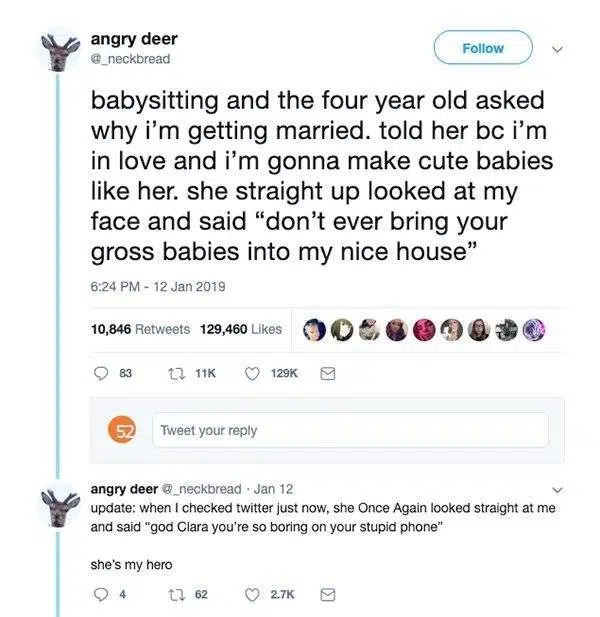 angry deer
@_neckbread
Follow
babysitting and the four year old asked
why i’m getting married. told her bc i’m
in love and i’m gonna make cute babies
like her. she straight up looked at my
face and said “don’t ever bring your
gross babies into my nice house”
6:24 PM - 12 Jan 2019
10,846 Retweets 129,460 Likes
83 11K 129K
52 Tweet your reply
angry deer @_neckbread · Jan 12
update: when I checked twitter just now, she Once Again looked straight at me
and said “god Clara you’re so boring on your stupid phone”
she’s my hero
4 62 2.7K